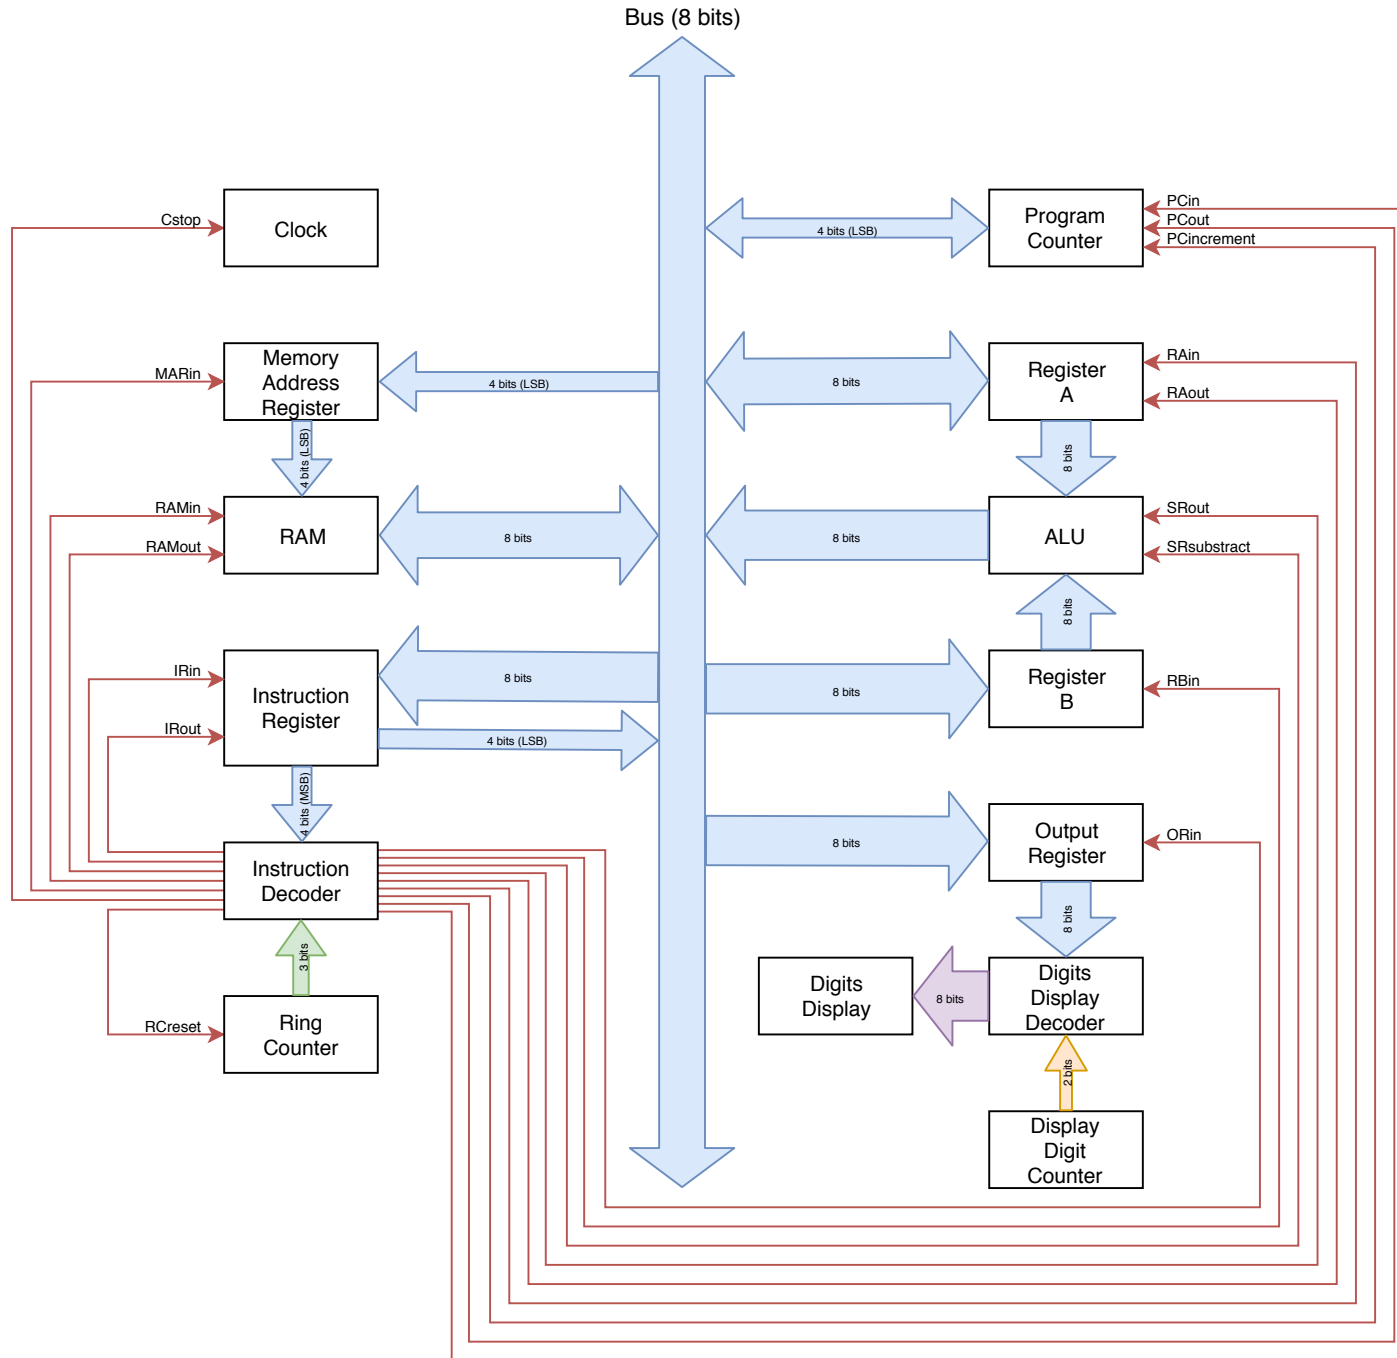 Bus (8 bits)
Cstop
Clock
4 bits (LSB)
Program
Counter
PCin
PCout
PCincrement
MARin
Memory
Address
Register
4 bits (LSB)
8 bits
Register
A
RAin
RAout
4 bits (LSB)
8 bits
RAMin
RAMout
RAM
8 bits
8 bits
ALU
SRout
SRsubstract
8 bits
IRin
IRout
Instruction
Register
8 bits
4 bits (LSB)
8 bits
Register
B
RBin
4 bits (MSB)
8 bits
Output
Register
ORin
Instruction
Decoder
8 bits
3 bits
Digits
Display
8 bits
Digits
Display
Decoder
RCreset
Ring
Counter
2 bits
Display
Digit
Counter